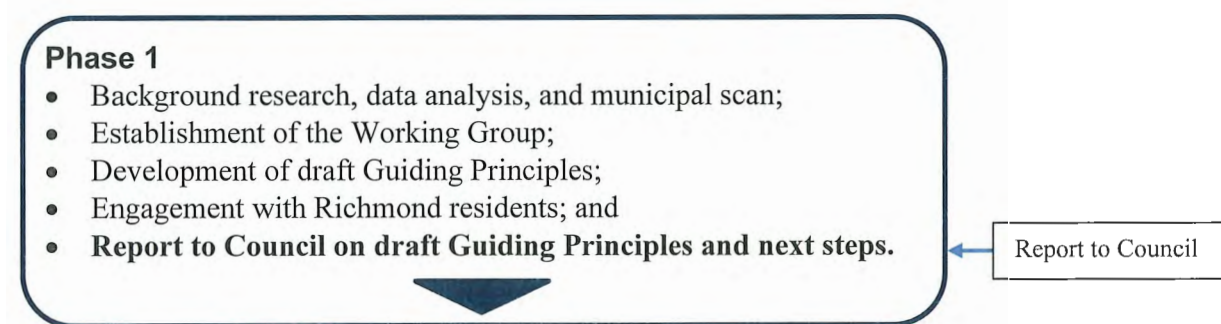 Phase 1
• Background research, data analysis, and municipal scan;
• Establishment of the Working Group;
• Development of draft Guiding Principles;
• Engagement with Richmond residents; and
• Report to Council on draft Guiding Principles and next steps.
Report to Council